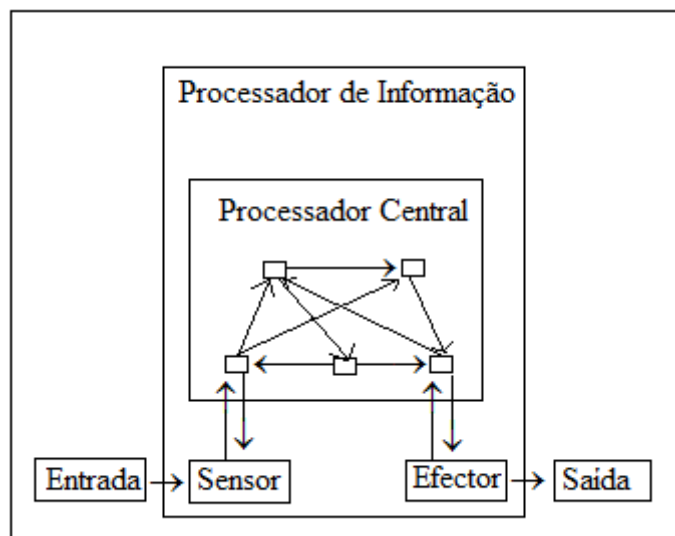 Processador de Informação
Processador Central
Entrada
Sensor
Efector
Saída